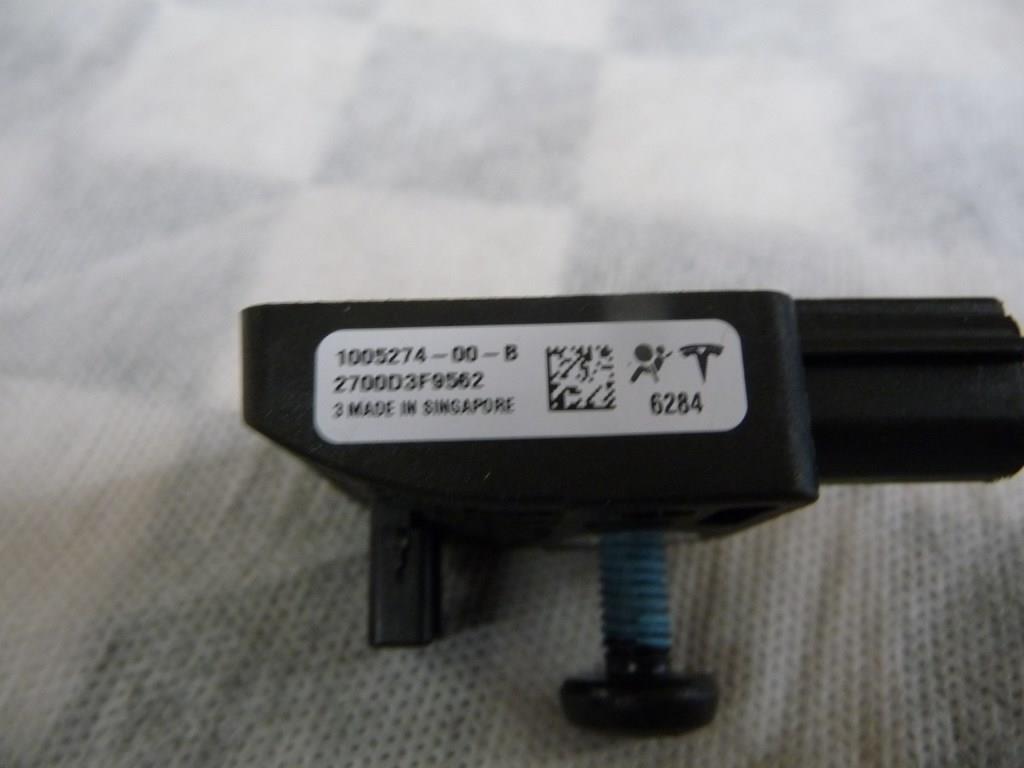 1005274-00-B
2700D3F9562
3 MADE IN SINGAPORE
6284